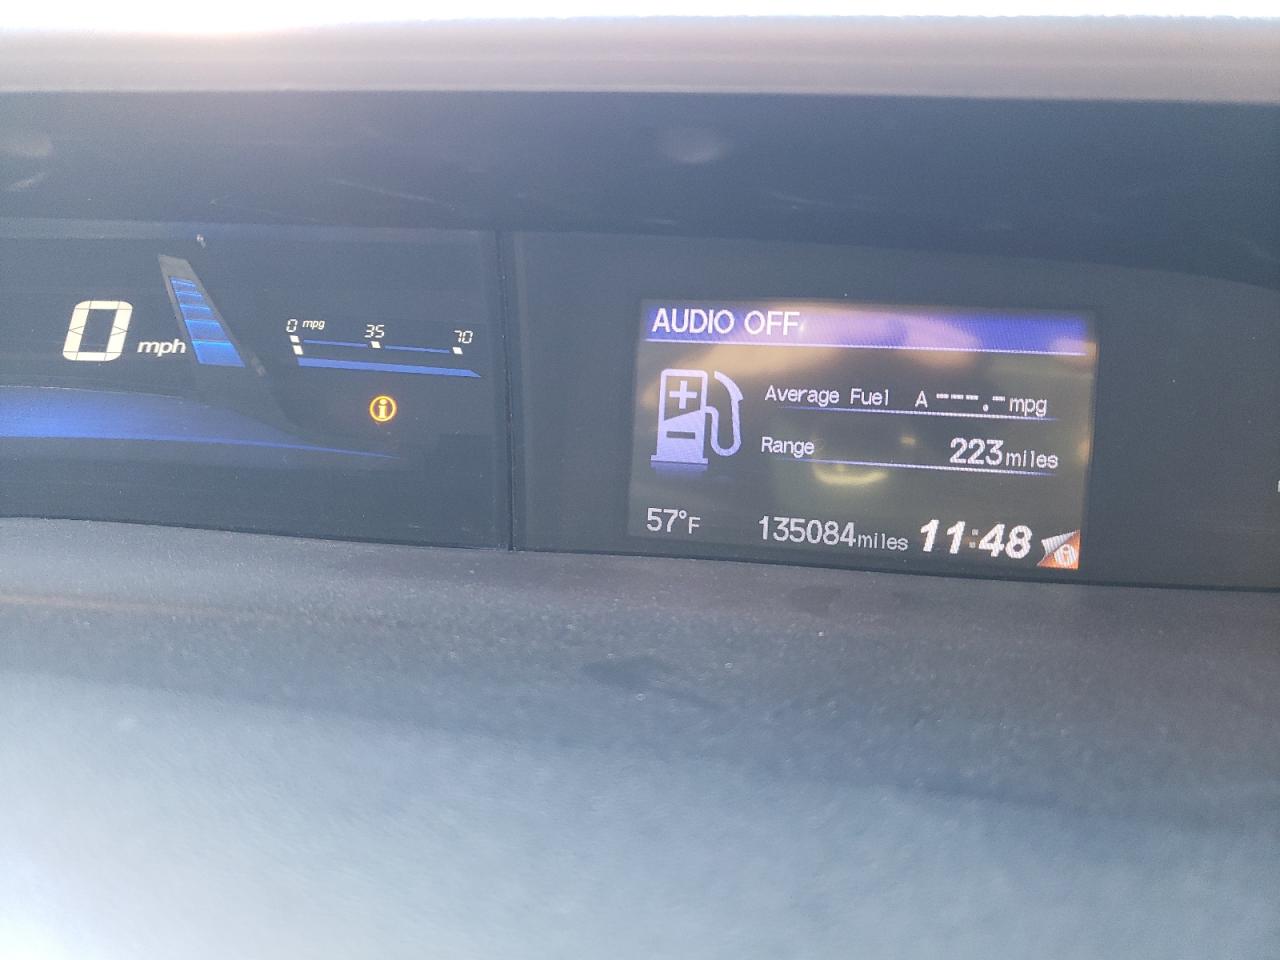 0 mph
0 mpg 35 70
AUDIO OFF
Average Fuel A ---.- mpg
Range 223 miles
57°F 135084 miles 11:48